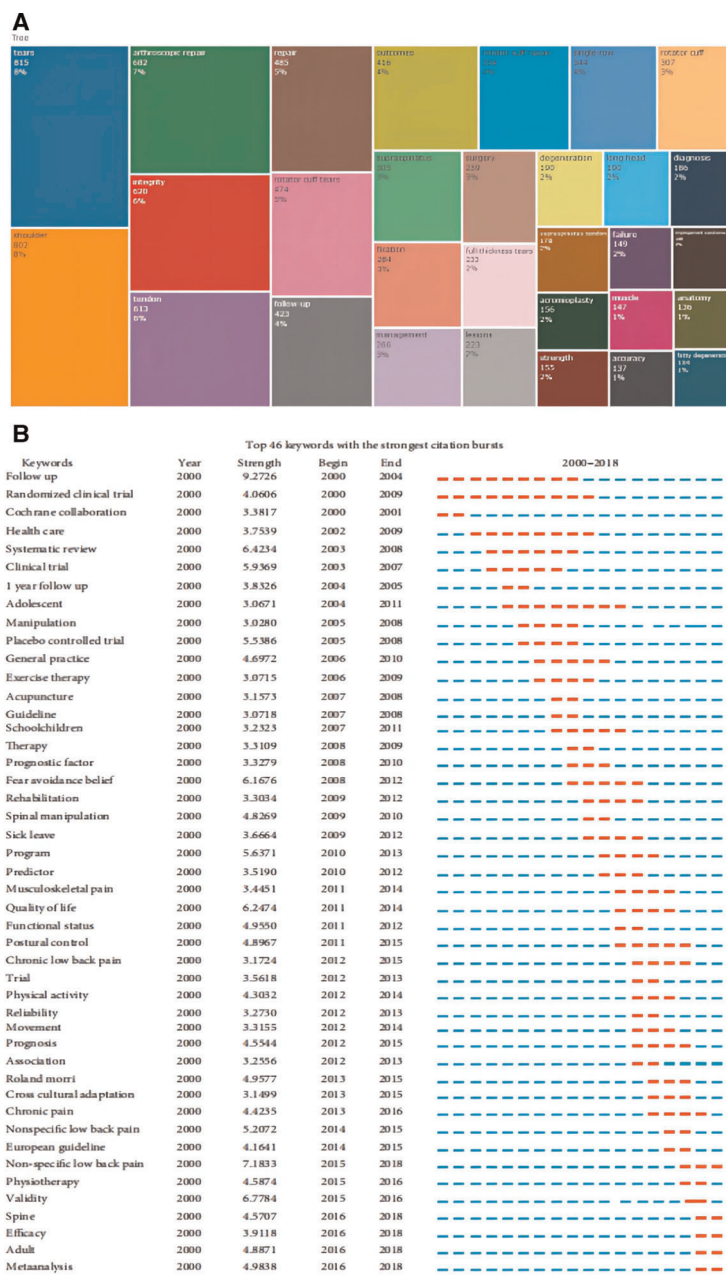 A
Tree
tears
815
8%
arthroscopic repair
682
7%
repair
485
5%
outcomes
416
4%
344
4%
rotator cuff
307
3%
shoulder
802
8%
integrity
620
6%
rotator cuff tears
474
5%
supraspinatus
305
3%
surgery
239
3%
degeneration
190
2%
long head
190
2%
diagnosis
186
2%
supraspinatus tendon
178
2%
failure
149
2%
2%
tendon
613
6%
follow-up
423
4%
fixation
284
3%
full-thickness tears
233
2%
acromioplasty
156
2%
muscle
147
1%
anatomy
136
1%
management
266
3%
lesions
223
2%
strength
155
2%
accuracy
137
1%
fatty degeneration
134
1%
B
Top 46 keywords with the strongest citation bursts
Keywords Year Strength Begin End 2000–2018
Follow up 2000 9.2726 2000 2004
Randomized clinical trial 2000 4.0606 2000 2009
Cochrane collaboration 2000 3.3817 2000 2001
Health care 2000 3.7539 2002 2009
Systematic review 2000 6.4234 2003 2008
Clinical trial 2000 5.9369 2003 2007
1 year follow up 2000 3.8326 2004 2005
Adolescent 2000 3.0671 2004 2011
Manipulation 2000 3.0280 2005 2008
Placebo controlled trial 2000 5.5386 2005 2008
General practice 2000 4.6972 2006 2010
Exercise therapy 2000 3.0715 2006 2009
Acupuncture 2000 3.1573 2007 2008
Guideline 2000 3.0718 2007 2008
Schoolchildren 2000 3.2323 2007 2011
Therapy 2000 3.3109 2008 2009
Prognostic factor 2000 3.3279 2008 2010
Fear avoidance belief 2000 6.1676 2008 2012
Rehabilitation 2000 3.3034 2009 2012
Spinal manipulation 2000 4.8269 2009 2010
Sick leave 2000 3.6664 2009 2012
Program 2000 5.6371 2010 2013
Predictor 2000 3.5190 2010 2012
Musculoskeletal pain 2000 3.4451 2011 2014
Quality of life 2000 6.2474 2011 2014
Functional status 2000 4.9550 2011 2012
Postural control 2000 4.8967 2011 2015
Chronic low back pain 2000 3.1724 2012 2015
Trial 2000 3.5618 2012 2013
Physical activity 2000 4.3032 2012 2014
Reliability 2000 3.2730 2012 2013
Movement 2000 3.3155 2012 2014
Prognosis 2000 4.5544 2012 2015
Association 2000 3.2556 2012 2013
Roland morri 2000 4.9577 2013 2015
Cross cultural adaptation 2000 3.1499 2013 2015
Chronic pain 2000 4.4235 2013 2016
Nonspecific low back pain 2000 5.2072 2014 2015
European guideline 2000 4.1641 2014 2015
Non-specific low back pain 2000 7.1833 2015 2018
Physiotherapy 2000 4.5874 2015 2016
Validity 2000 6.7784 2015 2016
Spine 2000 4.5707 2016 2018
Efficacy 2000 3.9118 2016 2018
Adult 2000 4.8871 2016 2018
Metaanalysis 2000 4.9838 2016 2018